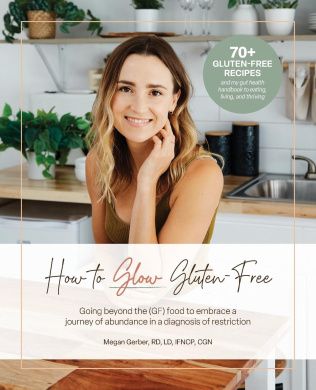 70+
GLUTEN-FREE
RECIPES
and my gut health
handbook to eating,
living, and thriving
How to Glow Gluten-Free
Going beyond the (GF) food to embrace a
journey of abundance in a diagnosis of restriction
Megan Gerber, RD, LD, IFNCP, CGN